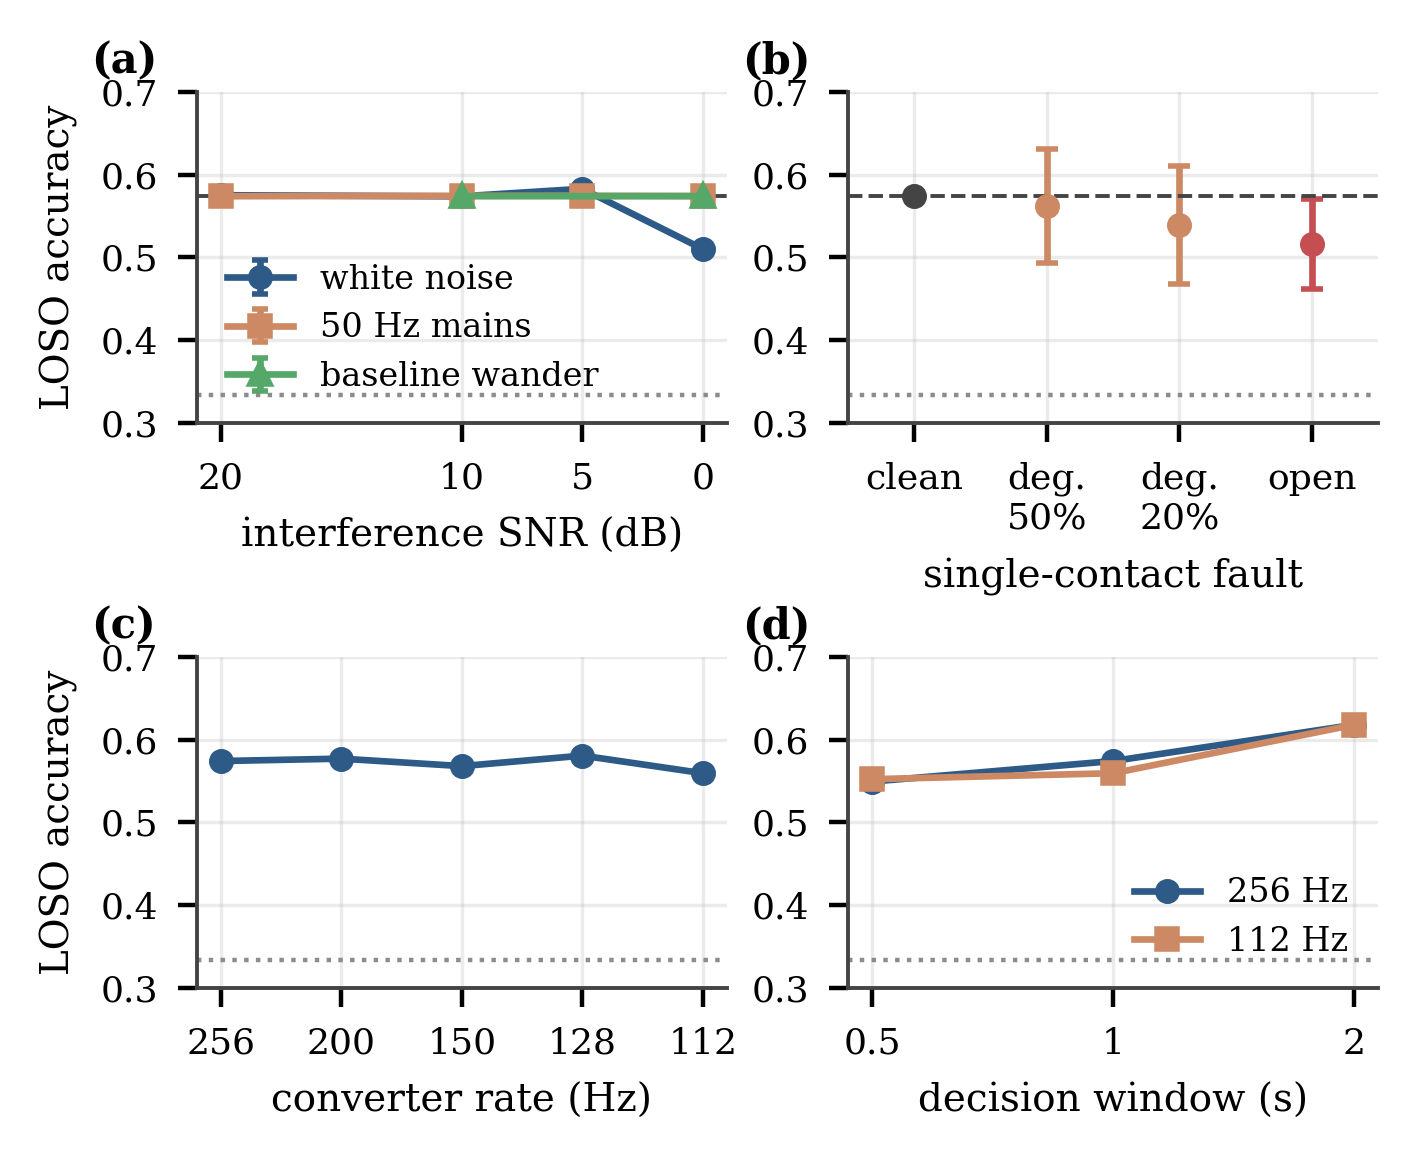 (a)
LOSO accuracy
0.7
0.6
0.5
0.4
0.3
white noise
50 Hz mains
baseline wander
20 10 5 0
interference SNR (dB)
(b)
0.7
0.6
0.5
0.4
0.3
clean deg. 50% deg. 20% open
single-contact fault
(c)
LOSO accuracy
0.7
0.6
0.5
0.4
0.3
256 200 150 128 112
converter rate (Hz)
(d)
0.7
0.6
0.5
0.4
0.3
256 Hz
112 Hz
0.5 1 2
decision window (s)